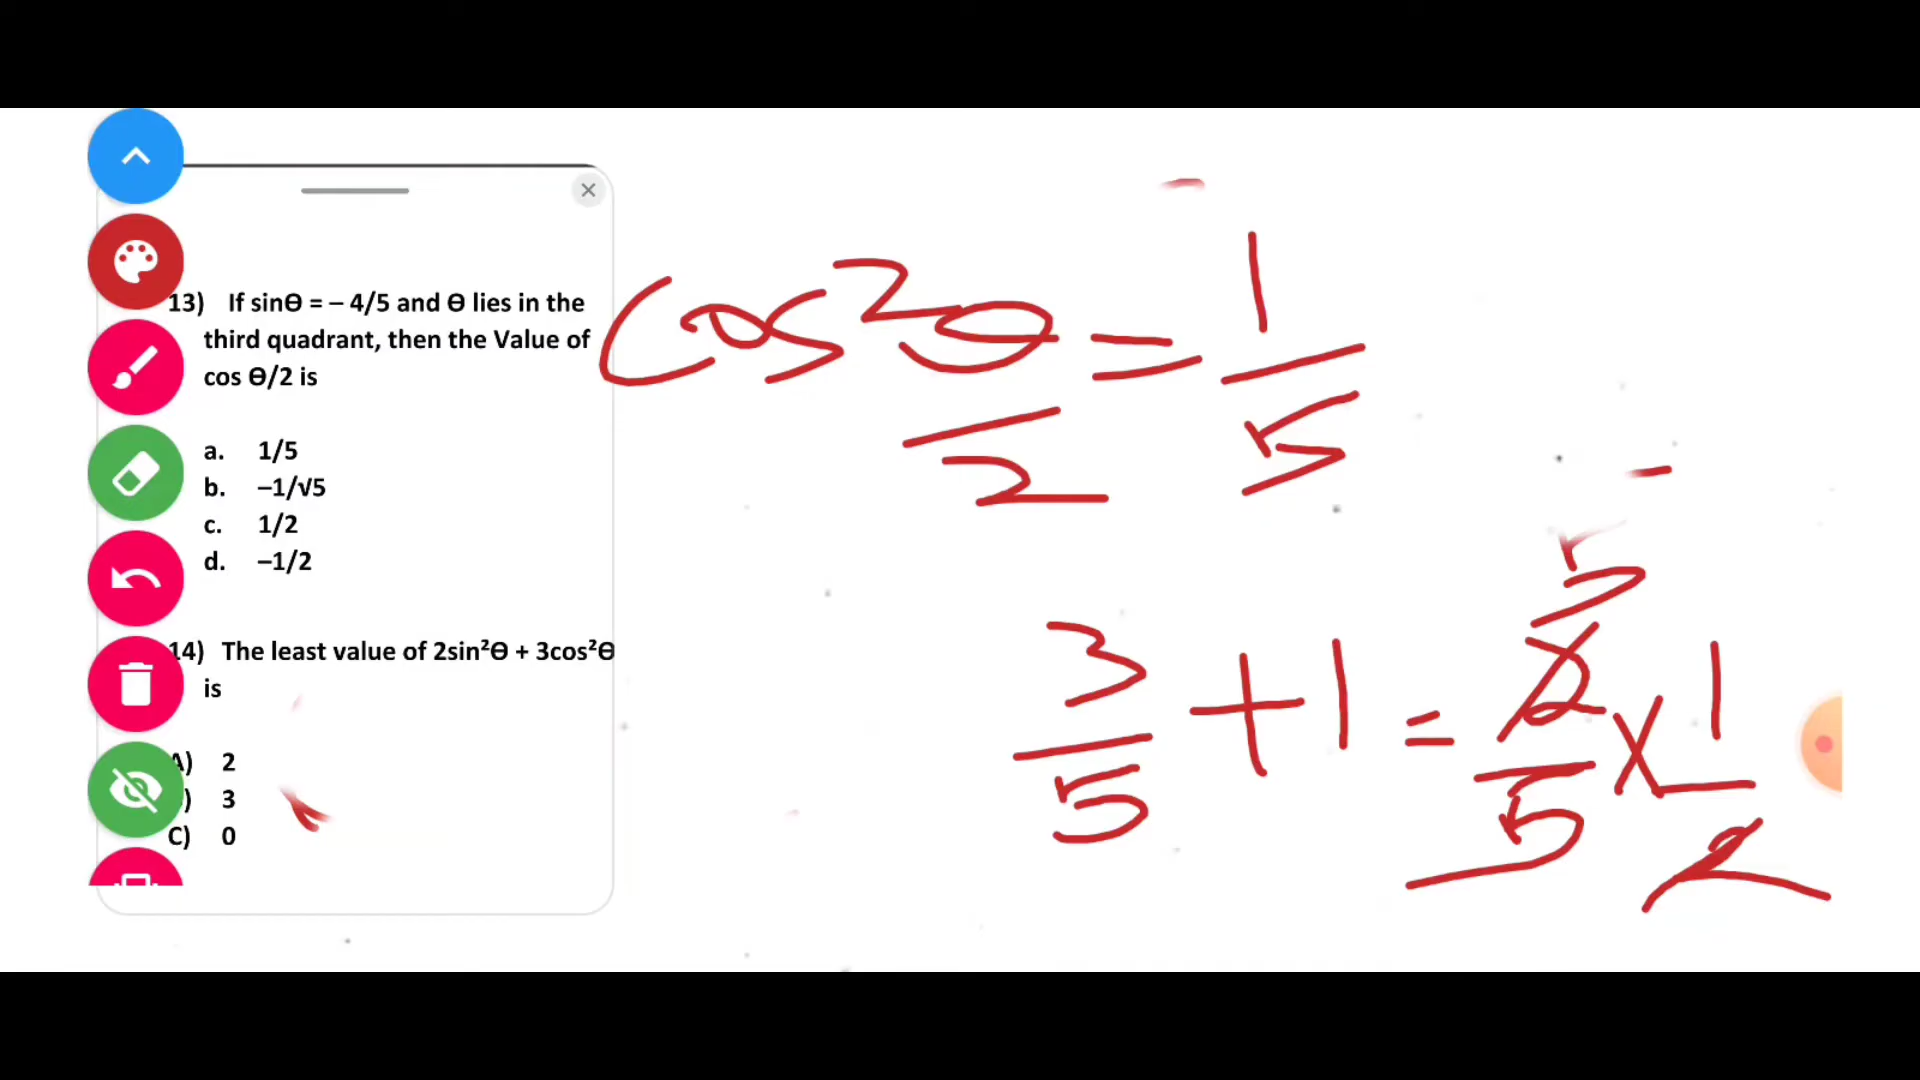 13) If sinϴ = – 4/5 and ϴ lies in the
third quadrant, then the Value of
cos ϴ/2 is
a. 1/5
b. –1/√5
c. 1/2
d. –1/2
14) The least value of 2sin²ϴ + 3cos²ϴ
is
A) 2
) 3
C) 0
cos²θ/2 = 1/5
3/5 + 1 = 2/5 × 1/2
5